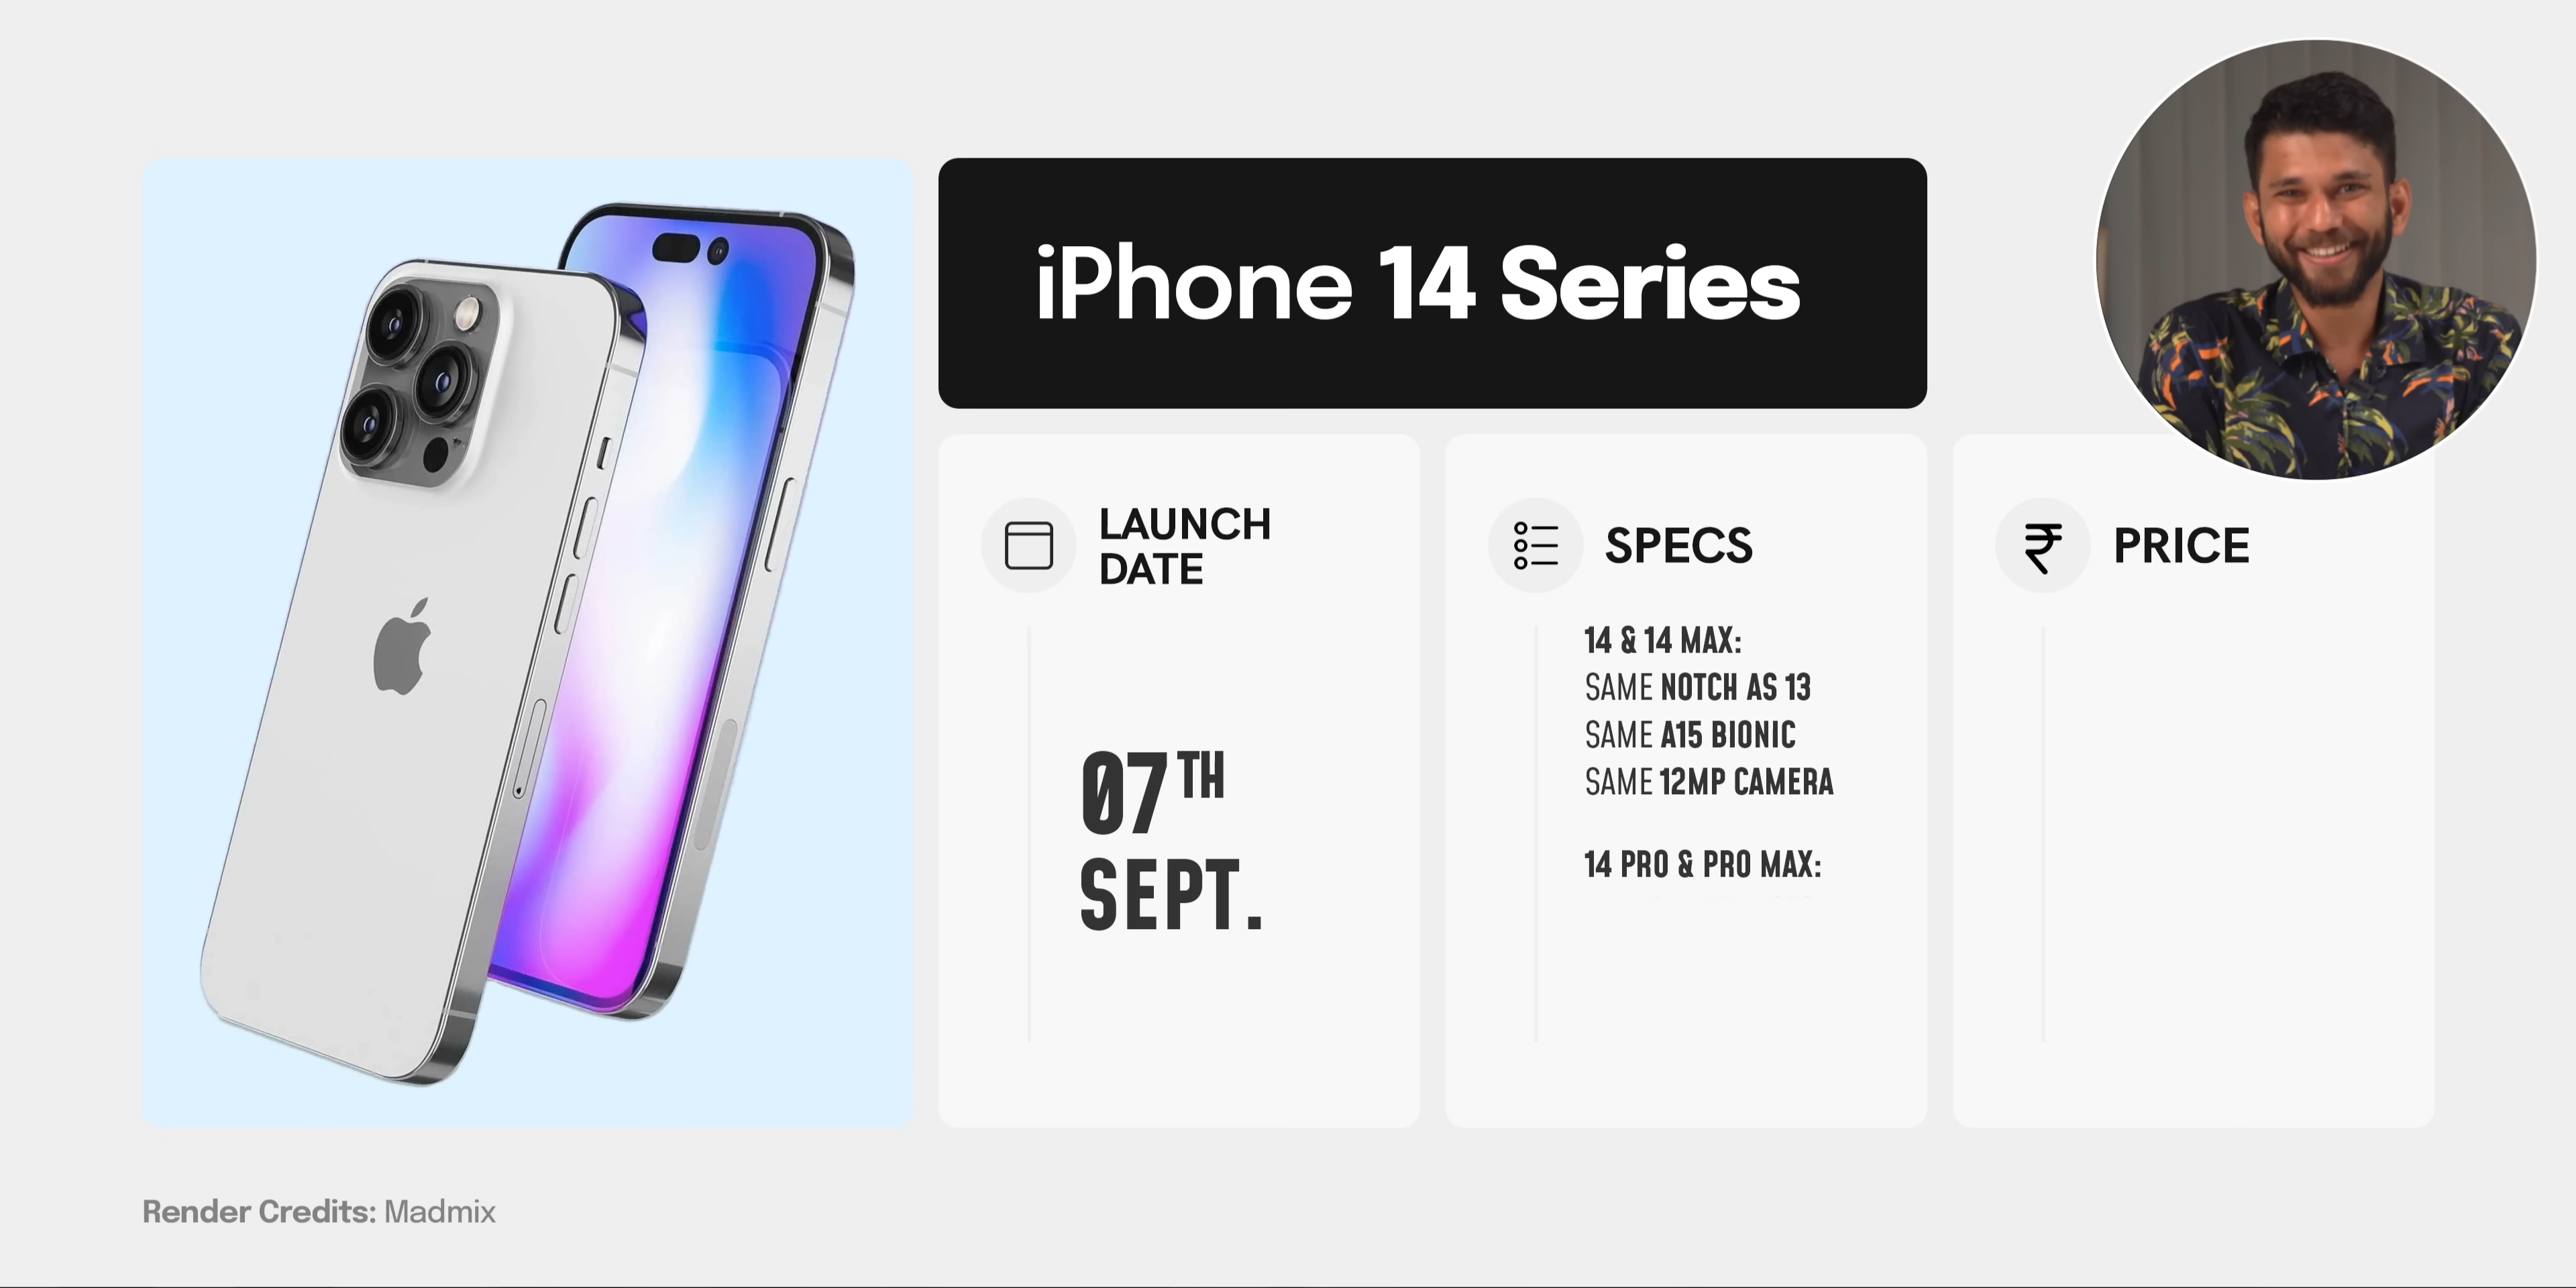 iPhone 14 Series
LAUNCH
DATE
07TH
SEPT.
SPECS
14 & 14 MAX:
SAME NOTCH AS 13
SAME A15 BIONIC
SAME 12MP CAMERA
14 PRO & PRO MAX:
₹ PRICE
Render Credits: Madmix